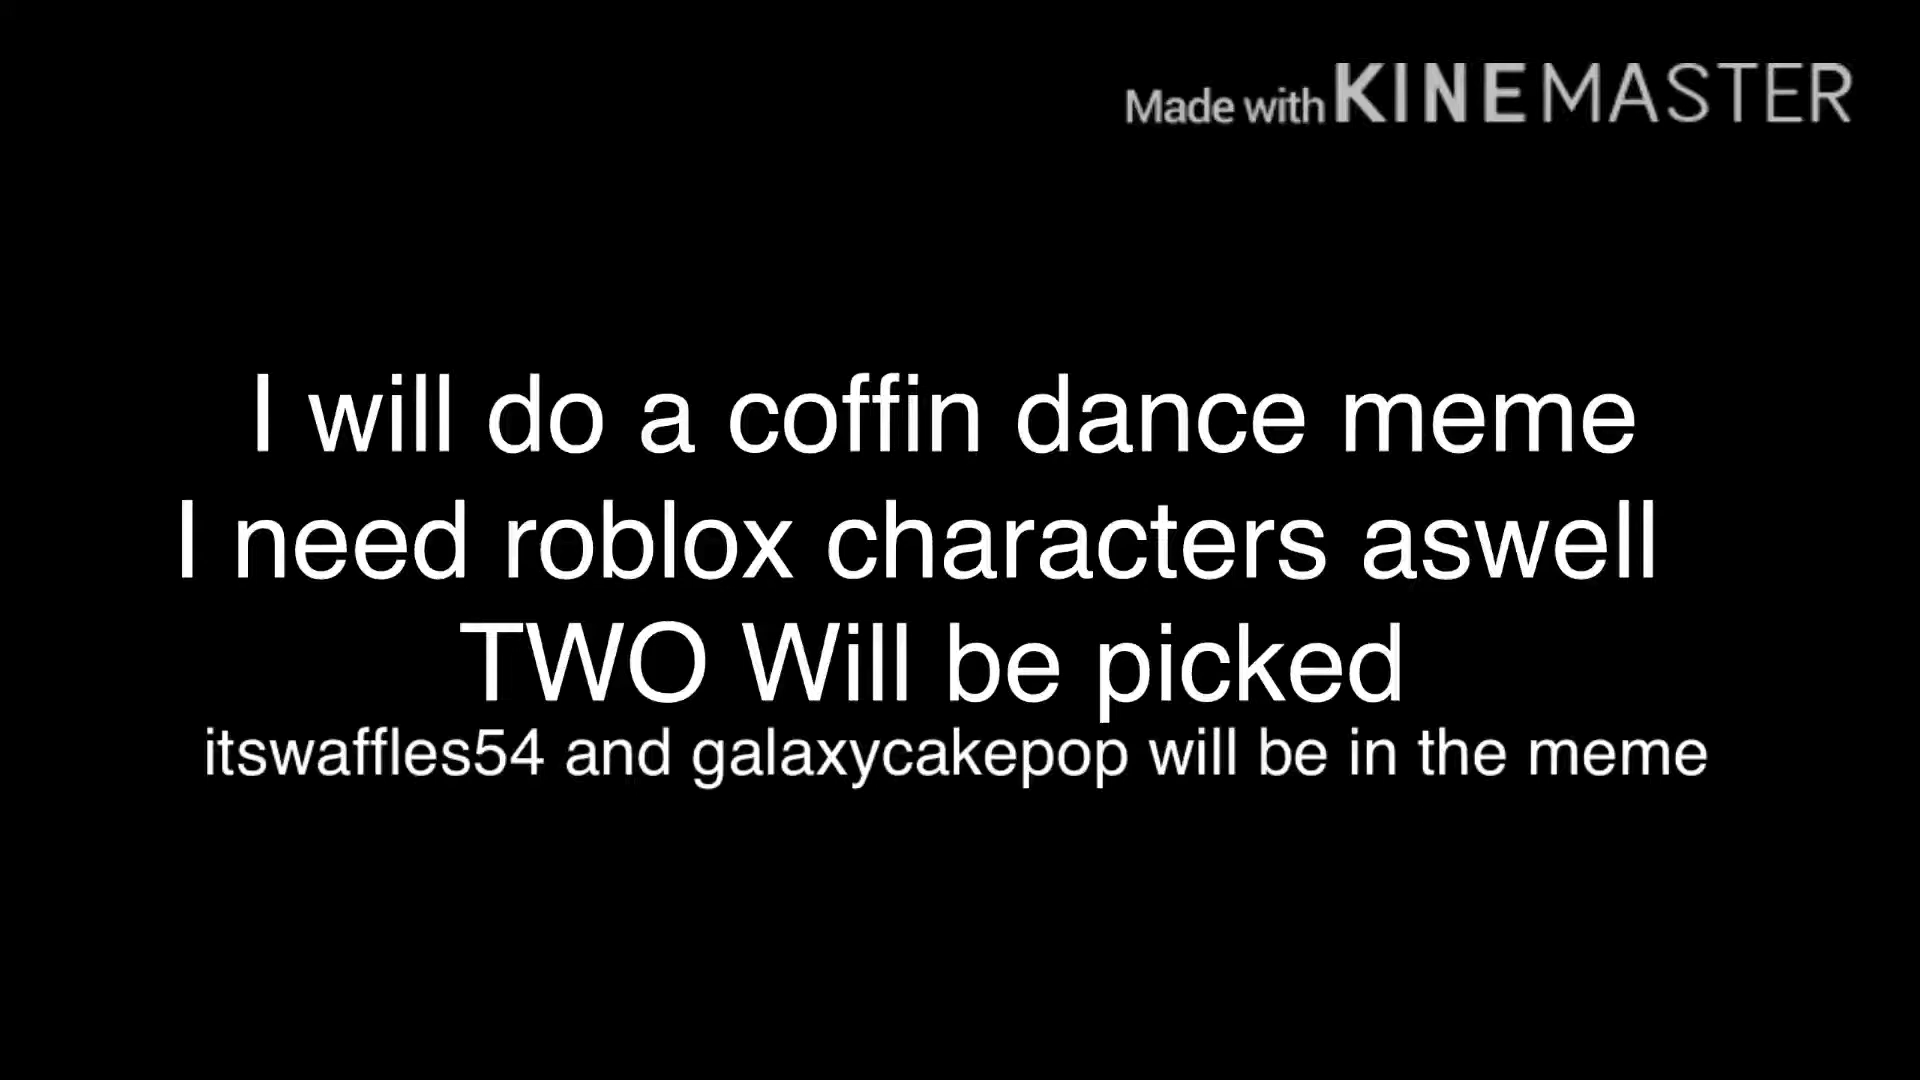 Made with KINEMASTER
I will do a coffin dance meme
I need roblox characters aswell
TWO Will be picked
itswaffles54 and galaxycakepop will be in the meme